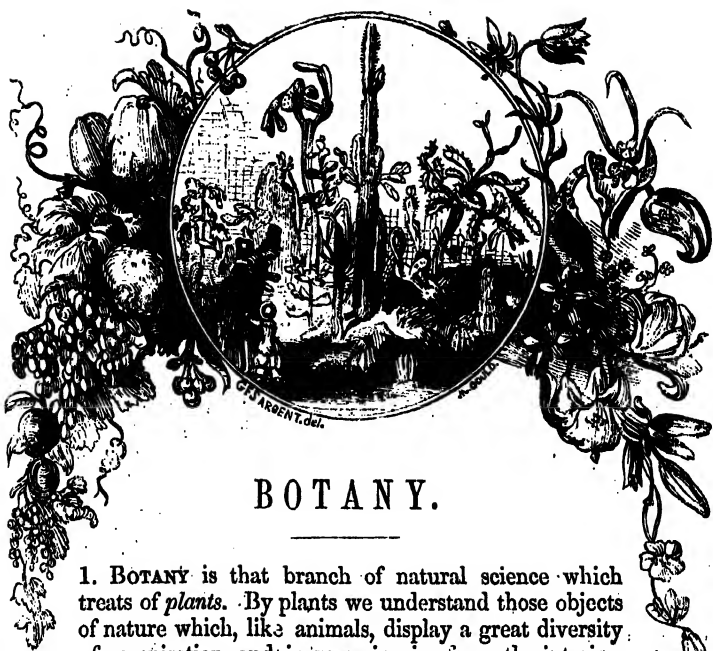 G.F.SARGENT.del.
BOTANY.
1. BOTANY is that branch of natural science which
treats of plants. By plants we understand those objects
of nature which, like animals, display a great diversity